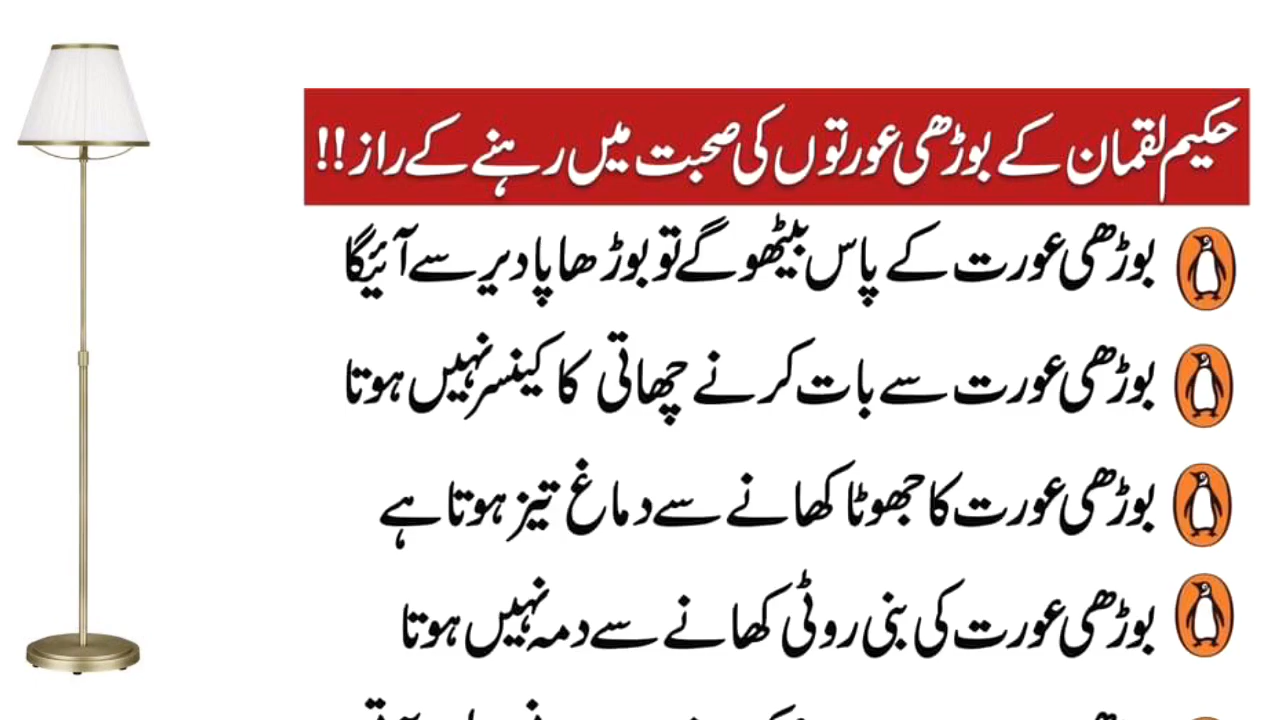 حکیم لقمان کے بوڑھی عورتوں کی صحبت میں رہنے کے راز !!
بوڑھی عورت کے پاس بیٹھو گے تو بوڑھاپا دیر سے آئیگا
بوڑھی عورت سے بات کرنے چھاتی کا کینسر نہیں ہوتا
بوڑھی عورت کا جھوٹا کھانے سے دماغ تیز ہوتا ہے
بوڑھی عورت کی بنی روٹی کھانے سے دمہ نہیں ہوتا